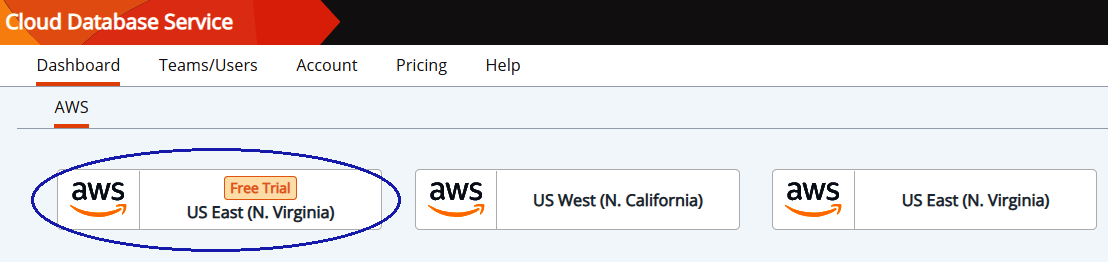 Cloud Database Service
Dashboard Teams/Users Account Pricing Help
AWS
aws
Free Trial
US East (N. Virginia)
aws
US West (N. California)
aws
US East (N. Virginia)